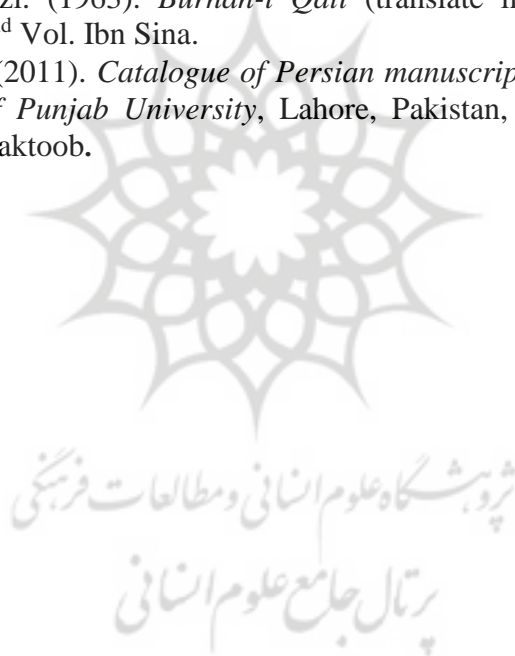 zi. (1963). Burhan-i Qati (translate
nd Vol. Ibn Sina.
(2011). Catalogue of Persian manuscrip
f Punjab University, Lahore, Pakistan,
aktoob.
پژوهشگاه علوم انسانی و مطالعات فرهنگی
پرتال جامع علوم انسانی